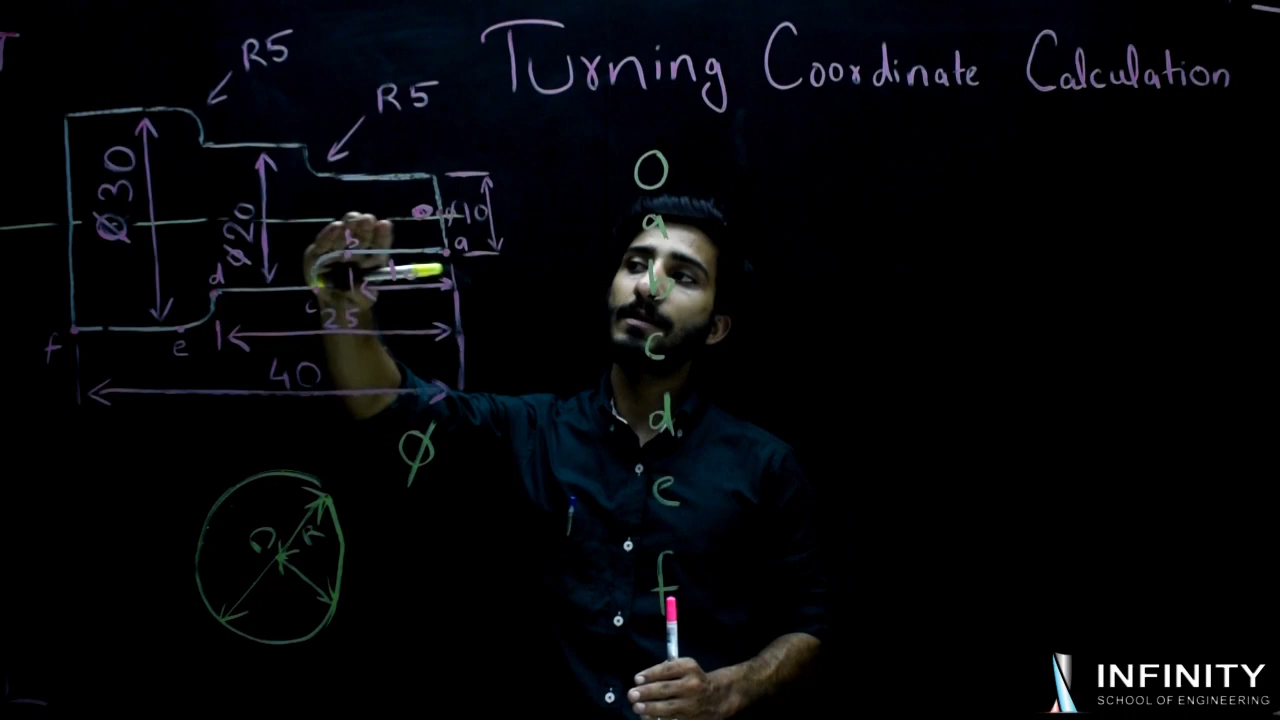 Turning Coordinate Calculation
R5
R5
Ø30
Ø20
Ø10
o
a
b
c
d
e
f
25
40
Ø
D
R
O
a
b
c
d
e
f
INFINITY
SCHOOL OF ENGINEERING